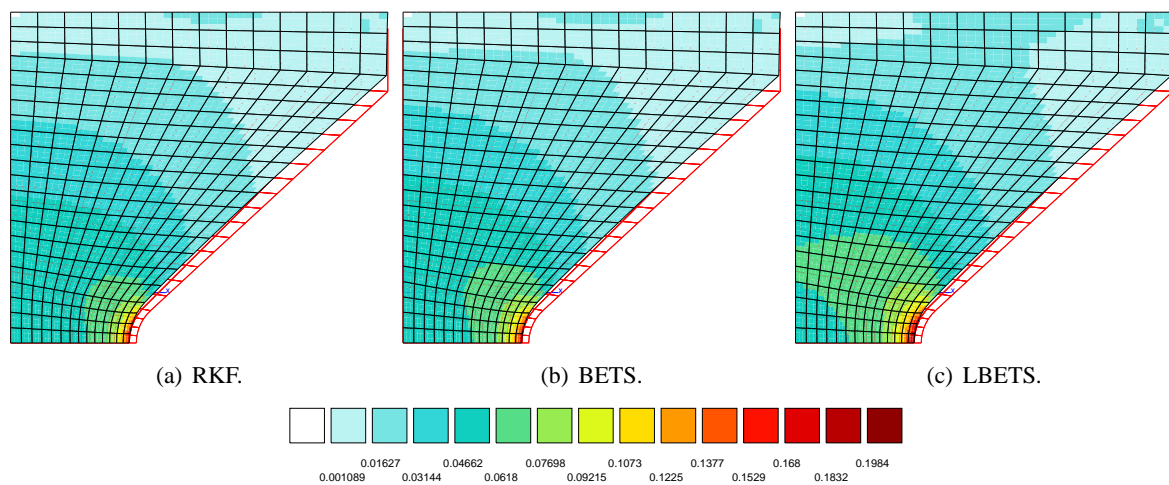 (a) RKF.
(b) BETS.
(c) LBETS.
0.01627 0.04662 0.07698 0.1073 0.1377 0.168 0.1984
0.001089 0.03144 0.0618 0.09215 0.1225 0.1529 0.1832